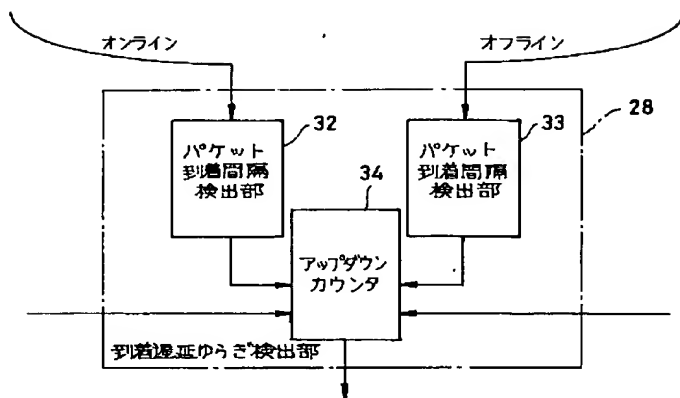 オンライン
オフライン
28
32
33
パケット
到着間隔
検出部
パケット
到着間隔
検出部
34
アップダウン
カウンタ
到着遅延ゆらぎ検出部